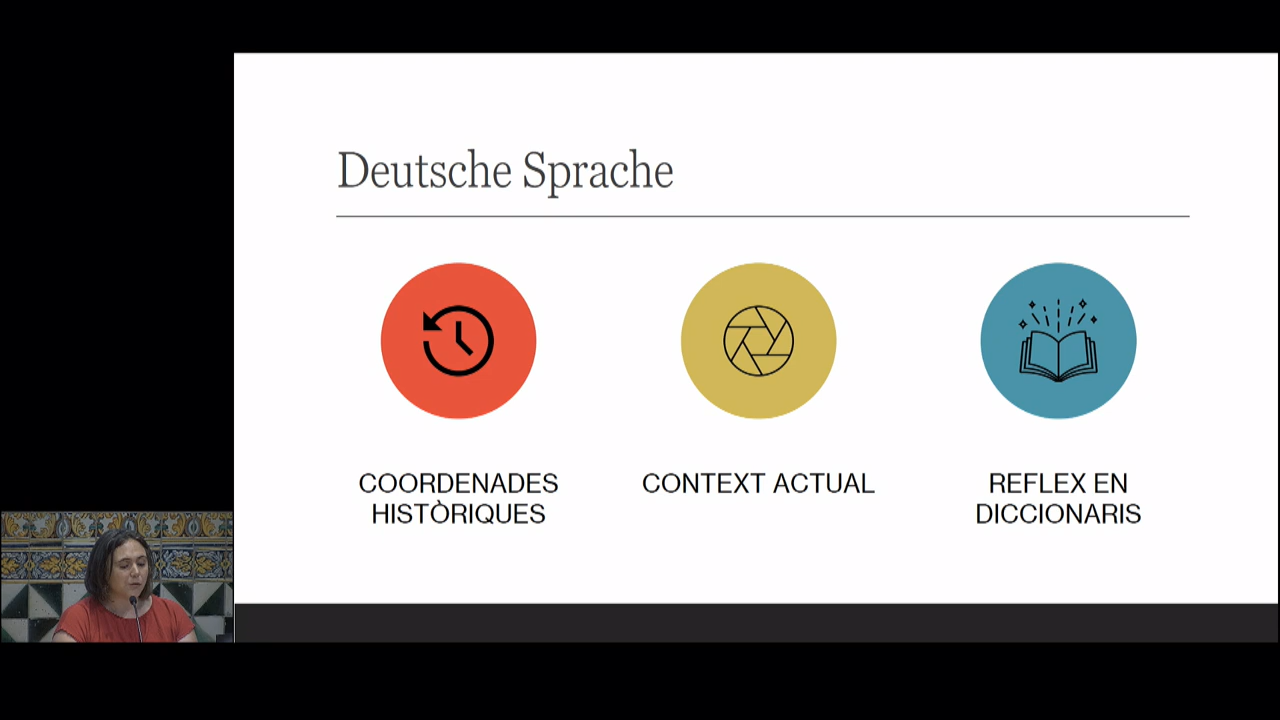 Deutsche Sprache
COORDENADES
HISTÒRIQUES
CONTEXT ACTUAL
REFLEX EN
DICCIONARIS